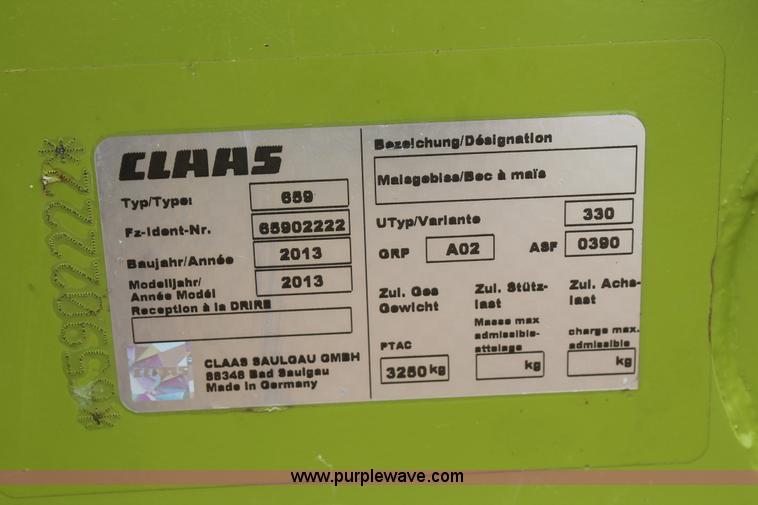 CLAAS
Typ/Type: 659
Fz-Ident-Nr. 65902222
Baujahr/Année 2013
Modelljahr/
Année Modél 2013
Reception à la DRIRE
CLAAS SAULGAU GMBH
88348 Bad Saulgau
Made in Germany
Bezeichung/Désignation
Maisgebiss/Bec à maïs
UTyp/Variante 330
GRP A02 ASF 0390
Zul. Ges
Gewicht
PTAC
3250 kg
Zul. Stütz-
last
Masse max
admissible-
attelage
kg
Zul. Achs-
last
charge max.
admissible
kg
*65902222*
www.purplewave.com